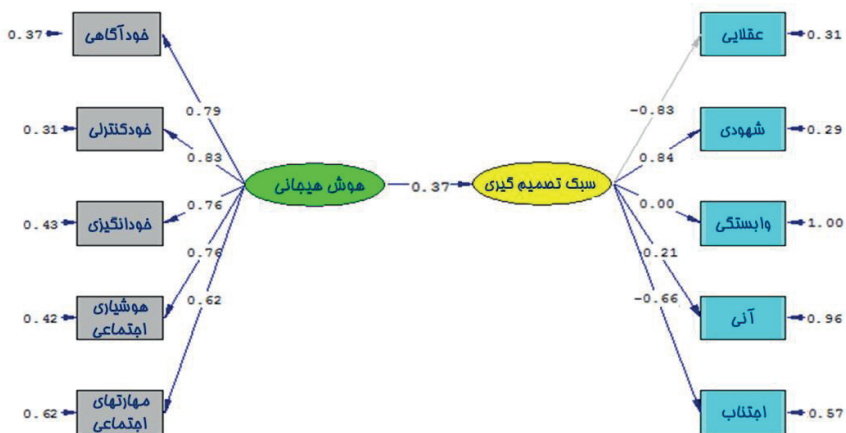 0.37
خودآگاهی
عقلایی
0.31
0.79
-0.83
0.31
خودکنترلی
شهودی
0.29
0.83
0.84
هوش هیجانی
0.37
سبک تصمیم گیری
0.43
خودانگیزی
0.76
0.00
وابستگی
1.00
0.76
0.21
0.42
هوشیاری
اجتماعی
0.62
-0.66
آنی
0.96
0.62
مهارتهای
اجتماعی
اجتناب
0.57